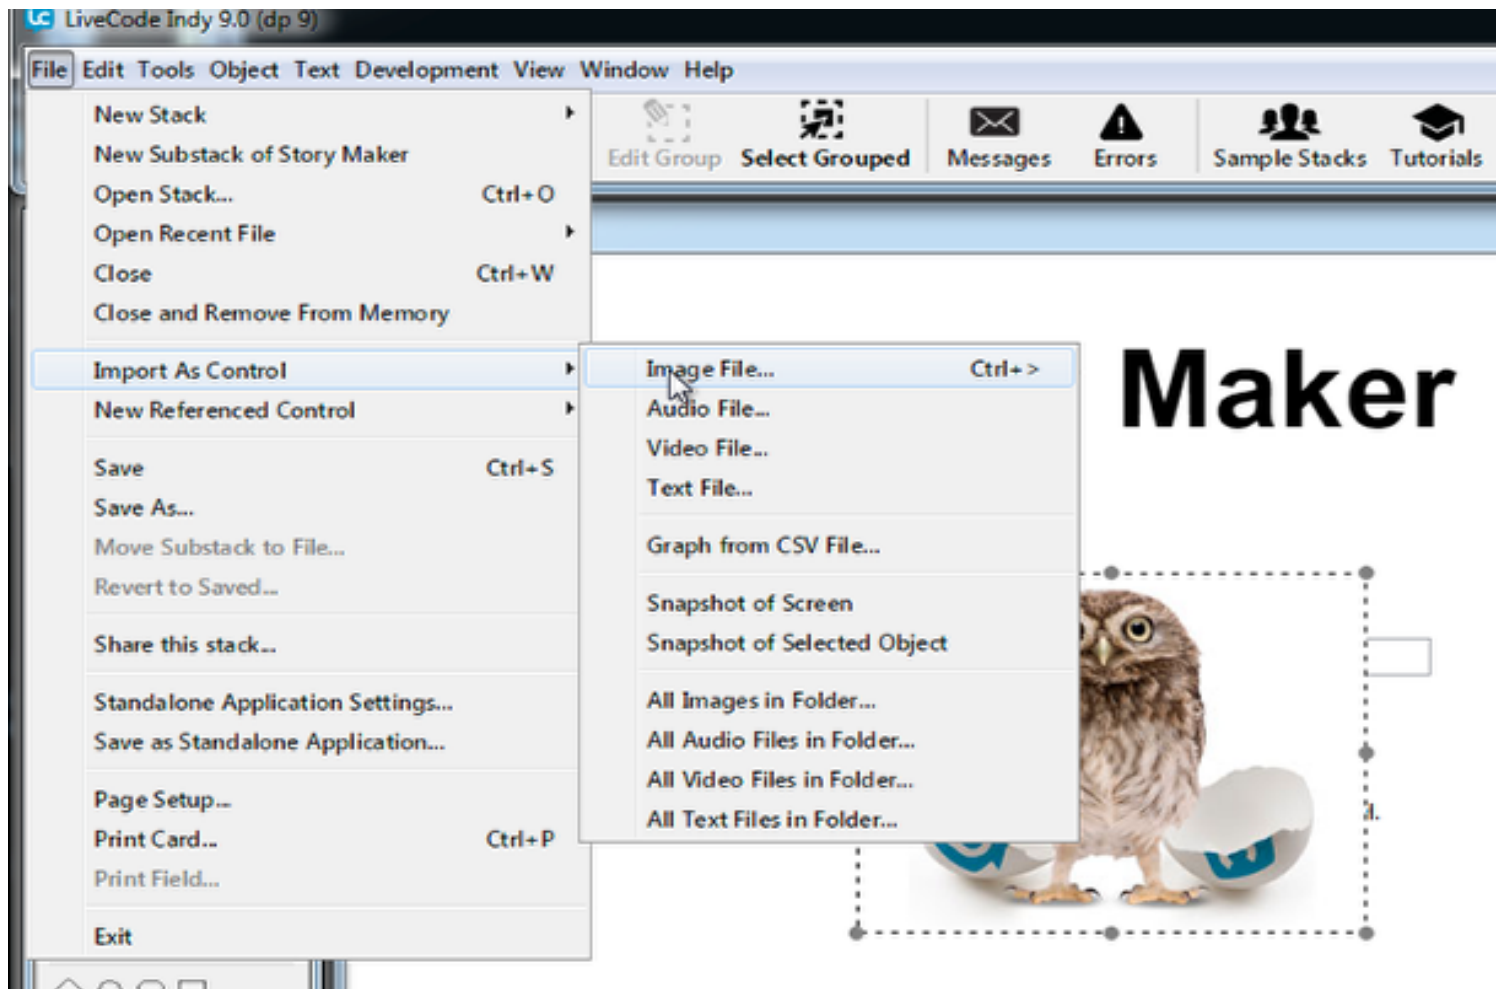 LiveCode Indy 9.0 (dp 9)
File Edit Tools Object Text Development View Window Help
Edit Group Select Grouped Messages Errors Sample Stacks Tutorials
New Stack
New Substack of Story Maker
Open Stack... Ctrl+O
Open Recent File
Close Ctrl+W
Close and Remove From Memory
Import As Control
New Referenced Control
Save Ctrl+S
Save As...
Move Substack to File...
Revert to Saved...
Share this stack...
Standalone Application Settings...
Save as Standalone Application...
Page Setup...
Print Card... Ctrl+P
Print Field...
Exit
Image File... Ctrl+ >
Audio File...
Video File...
Text File...
Graph from CSV File...
Snapshot of Screen
Snapshot of Selected Object
All Images in Folder...
All Audio Files in Folder...
All Video Files in Folder...
All Text Files in Folder...
Maker